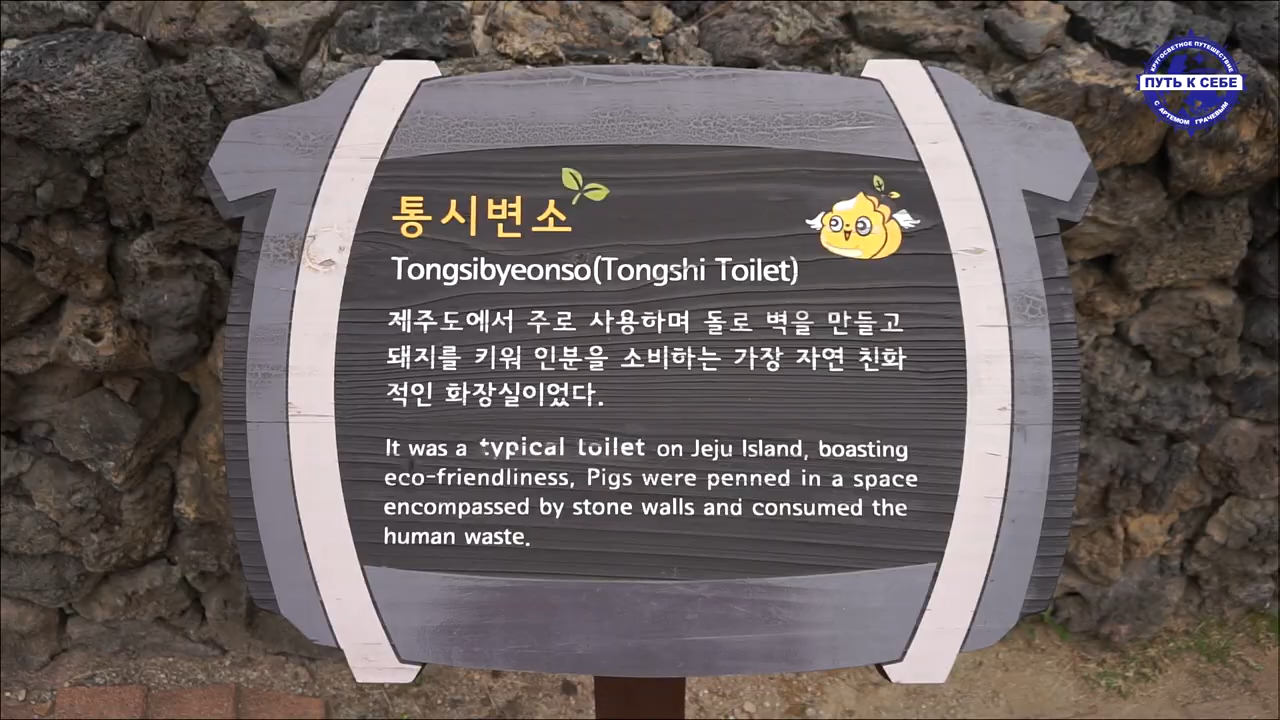 КРУГОСВЕТНОЕ ПУТЕШЕСТВИЕ
ПУТЬ К СЕБЕ
С АРТЕМОМ ГРАЧЕВЫМ
통시변소
Tongsibyeonso(Tongshi Toilet)
제주도에서 주로 사용하며 돌로 벽을 만들고
돼지를 키워 인분을 소비하는 가장 자연 친화
적인 화장실이었다.
It was a typical toilet on Jeju Island, boasting
eco-friendliness, Pigs were penned in a space
encompassed by stone walls and consumed the
human waste.